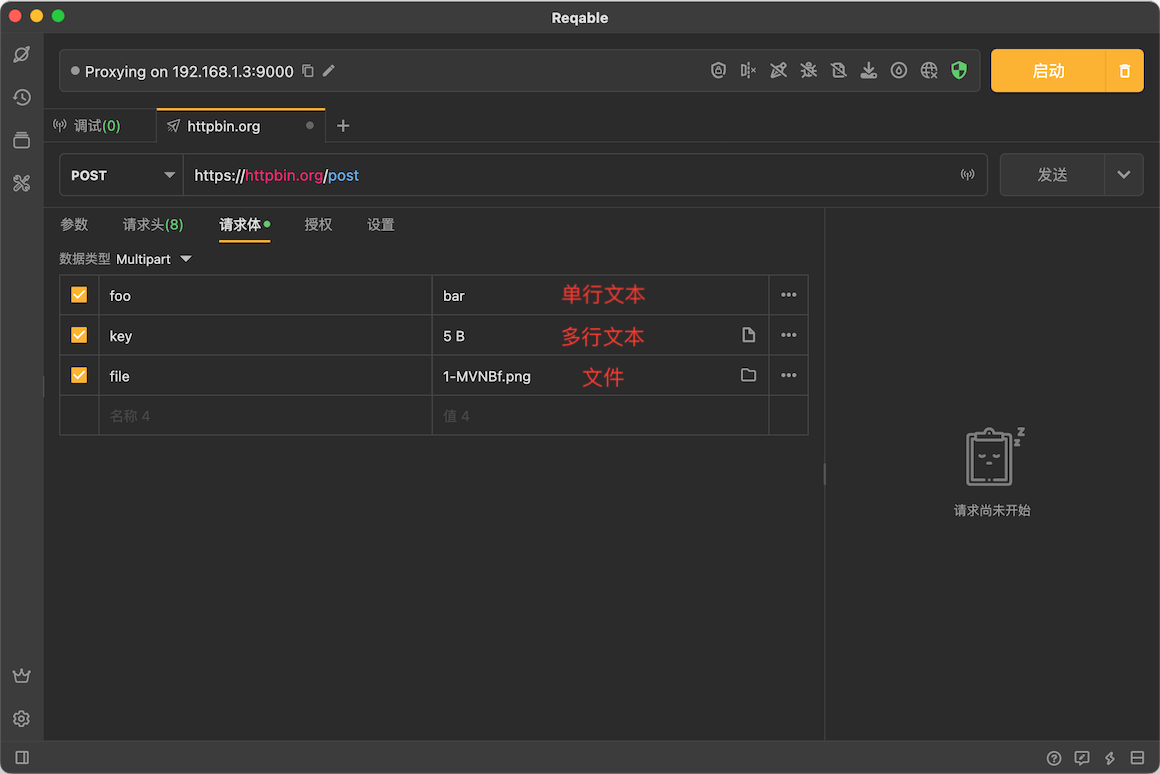 Reqable
Proxying on 192.168.1.3:9000
启动
调试(0)
httpbin.org
POST
https://httpbin.org/post
发送
参数 请求头(8) 请求体 授权 设置
数据类型 Multipart
foo bar 单行文本
key 5 B 多行文本
file 1-MVNBf.png 文件
名称 4 值 4
z
z
请求尚未开始